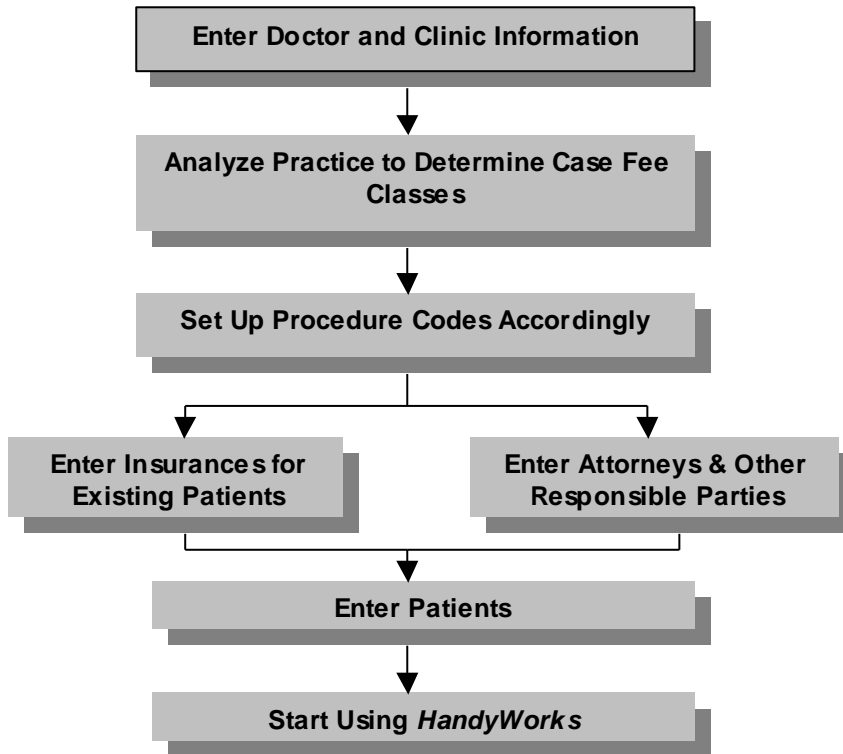 Enter Doctor and Clinic Information
Analyze Practice to Determine Case Fee
Classes
Set Up Procedure Codes Accordingly
Enter Insurances for
Existing Patients
Enter Attorneys & Other
Responsible Parties
Enter Patients
Start Using HandyWorks